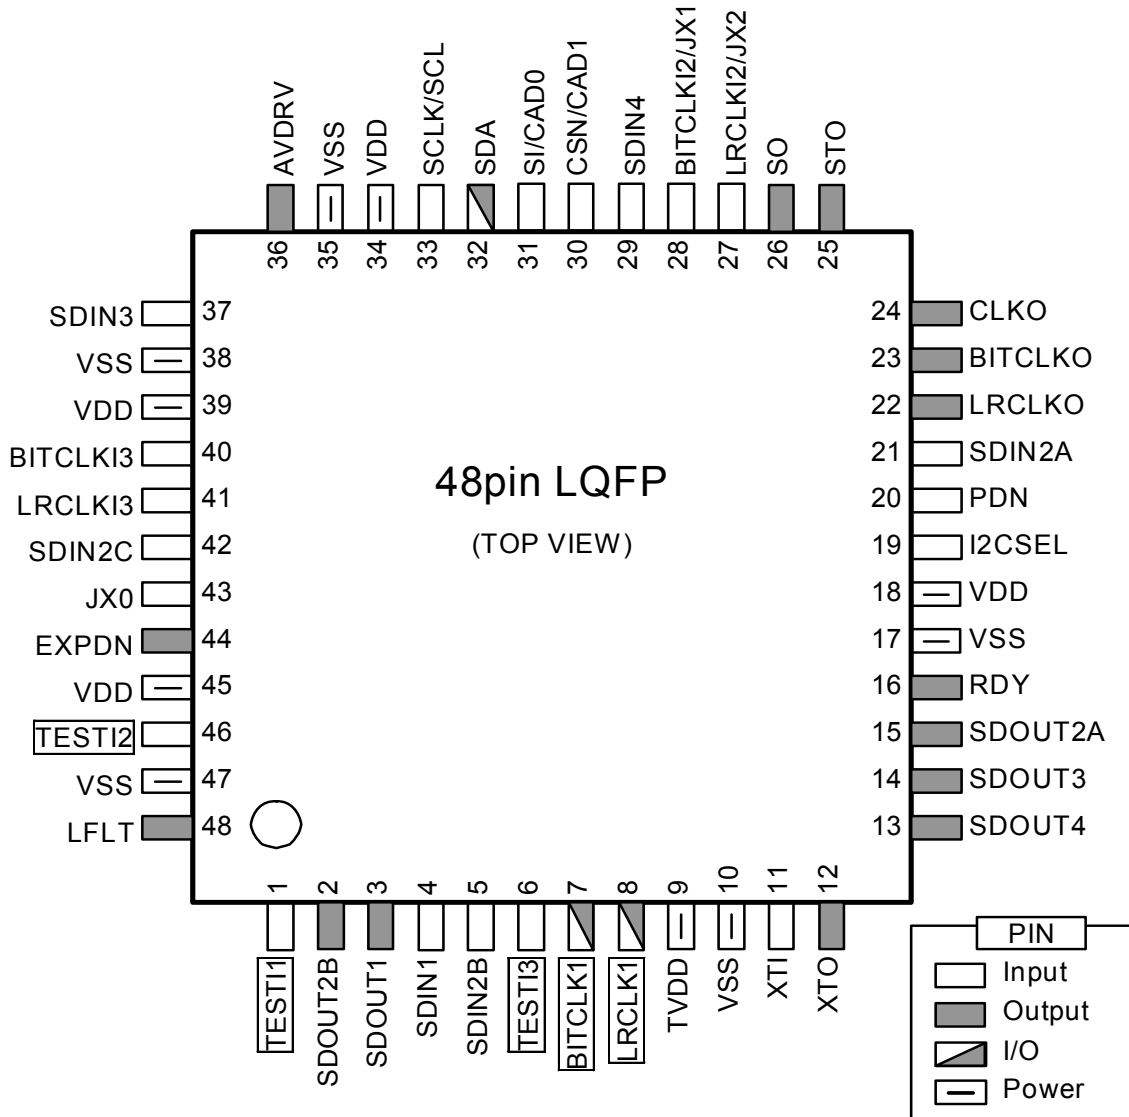 AVDRV
VSS
VDD
SCLK/SCL
SDA
SI/CAD0
CSN/CAD1
SDIN4
BITCLKI2/JX1
LRCLKI2/JX2
SO
STO
36
35
34
33
32
31
30
29
28
27
26
25
SDIN3 37
VSS 38
VDD 39
BITCLKI3 40
LRCLKI3 41
SDIN2C 42
JX0 43
EXPDN 44
VDD 45
TESTI2 46
VSS 47
LFLT 48
48pin LQFP
(TOP VIEW)
24 CLKO
23 BITCLKO
22 LRCLKO
21 SDIN2A
20 PDN
19 I2CSEL
18 VDD
17 VSS
16 RDY
15 SDOUT2A
14 SDOUT3
13 SDOUT4
1
2
3
4
5
6
7
8
9
10
11
12
TESTI1
SDOUT2B
SDOUT1
SDIN1
SDIN2B
TESTI3
BITCLK1
LRCLK1
TVDD
VSS
XTI
XTO
PIN
Input
Output
I/O
Power